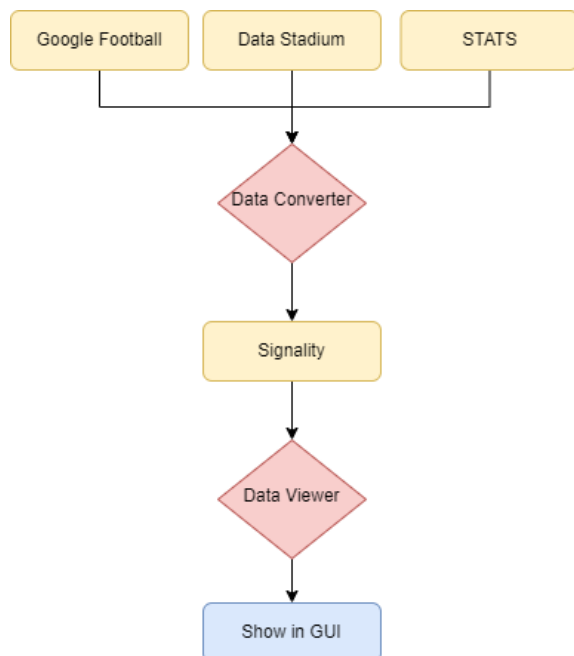 Google Football
Data Stadium
STATS
Data Converter
Signality
Data Viewer
Show in GUI